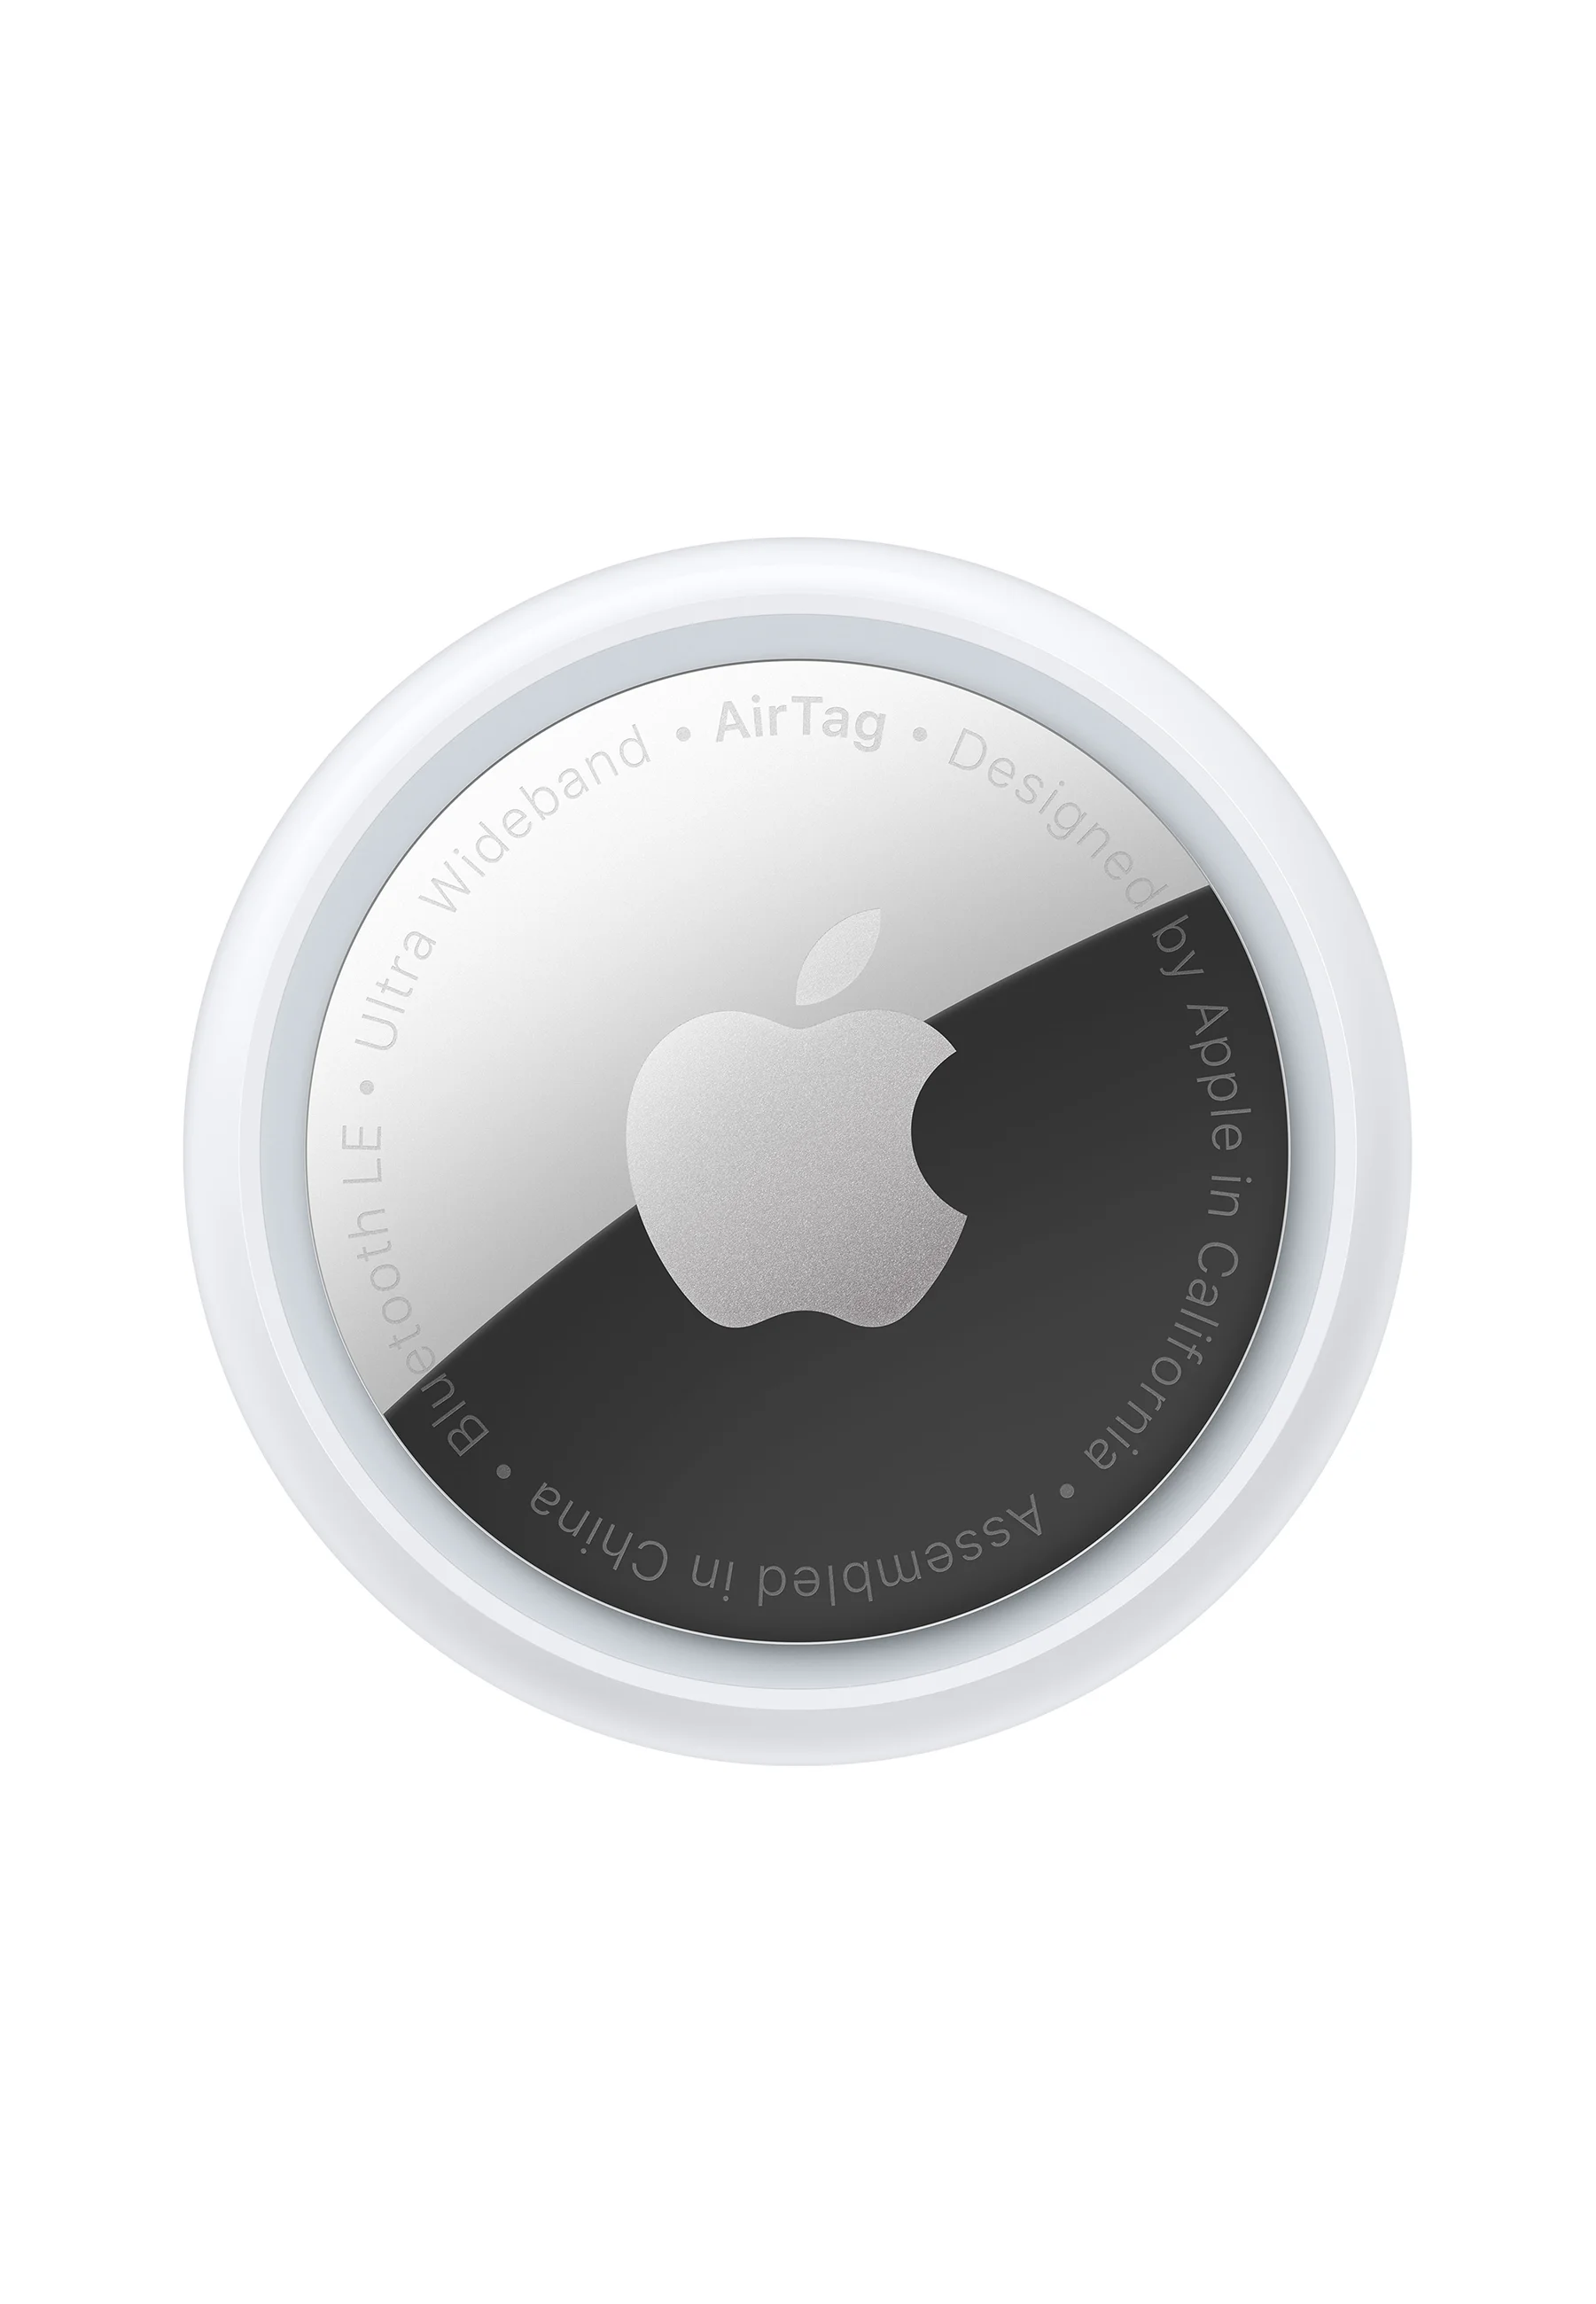 AirTag • Designed by Apple in California • Assembled in China • Bluetooth LE • Ultra Wideband •